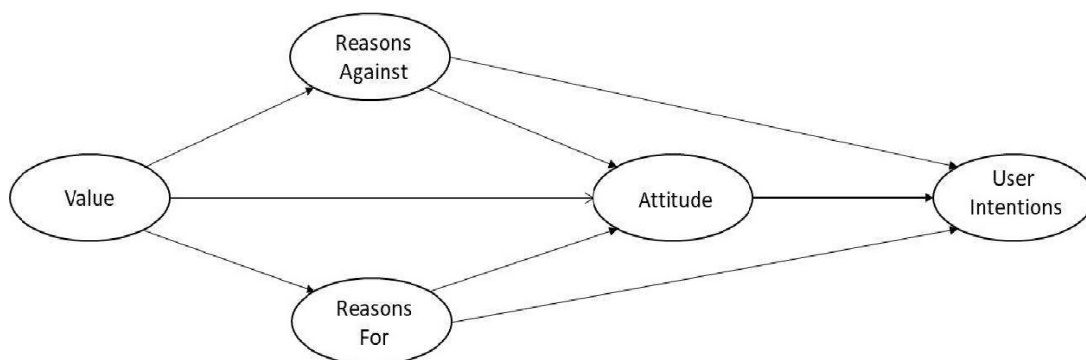 Reasons
Against
Value
Attitude
User
Intentions
Reasons
For